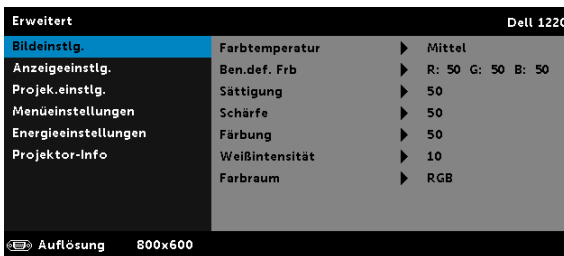 Erweitert Dell 1220
Bildeinstlg. Farbtemperatur Mittel
Anzeigeeinstlg. Ben.def. Frb R: 50 G: 50 B: 50
Projek.einstlg. Sättigung 50
Menüeinstellungen Schärfe 50
Energieeinstellungen Färbung 50
Projektor-Info Weißintensität 10
Farbraum RGB
Auflösung 800x600